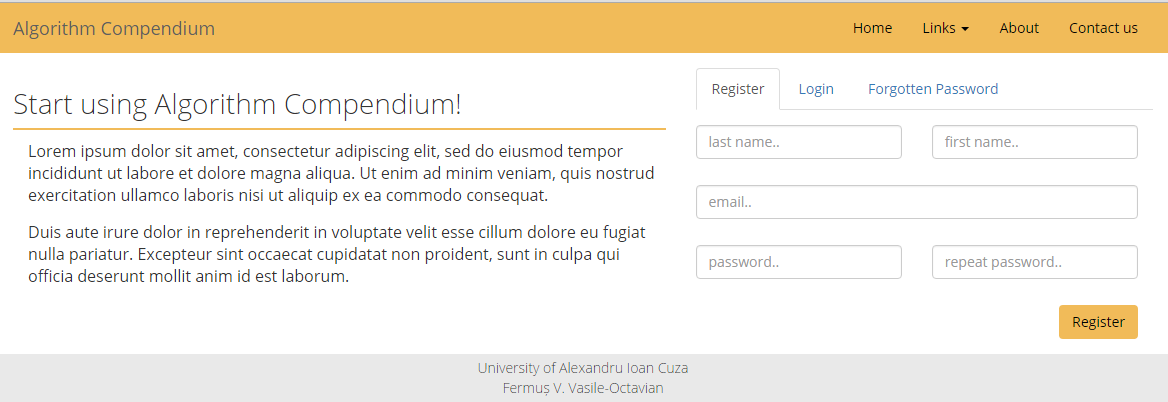 Algorithm Compendium
Home Links About Contact us
Start using Algorithm Compendium!
Lorem ipsum dolor sit amet, consectetur adipiscing elit, sed do eiusmod tempor
incididunt ut labore et dolore magna aliqua. Ut enim ad minim veniam, quis nostrud
exercitation ullamco laboris nisi ut aliquip ex ea commodo consequat.
Duis aute irure dolor in reprehenderit in voluptate velit esse cillum dolore eu fugiat
nulla pariatur. Excepteur sint occaecat cupidatat non proident, sunt in culpa qui
officia deserunt mollit anim id est laborum.
Register Login Forgotten Password
last name.. first name..
email..
password.. repeat password..
Register
University of Alexandru Ioan Cuza
Fermuș V. Vasile-Octavian